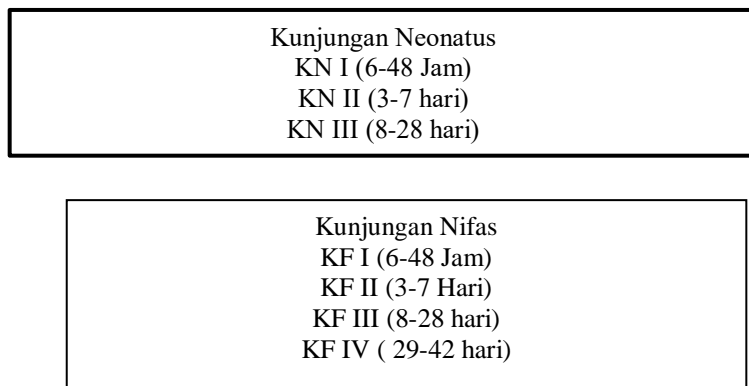 Kunjungan Neonatus
KN I (6-48 Jam)
KN II (3-7 hari)
KN III (8-28 hari)
Kunjungan Nifas
KF I (6-48 Jam)
KF II (3-7 Hari)
KF III (8-28 hari)
KF IV ( 29-42 hari)